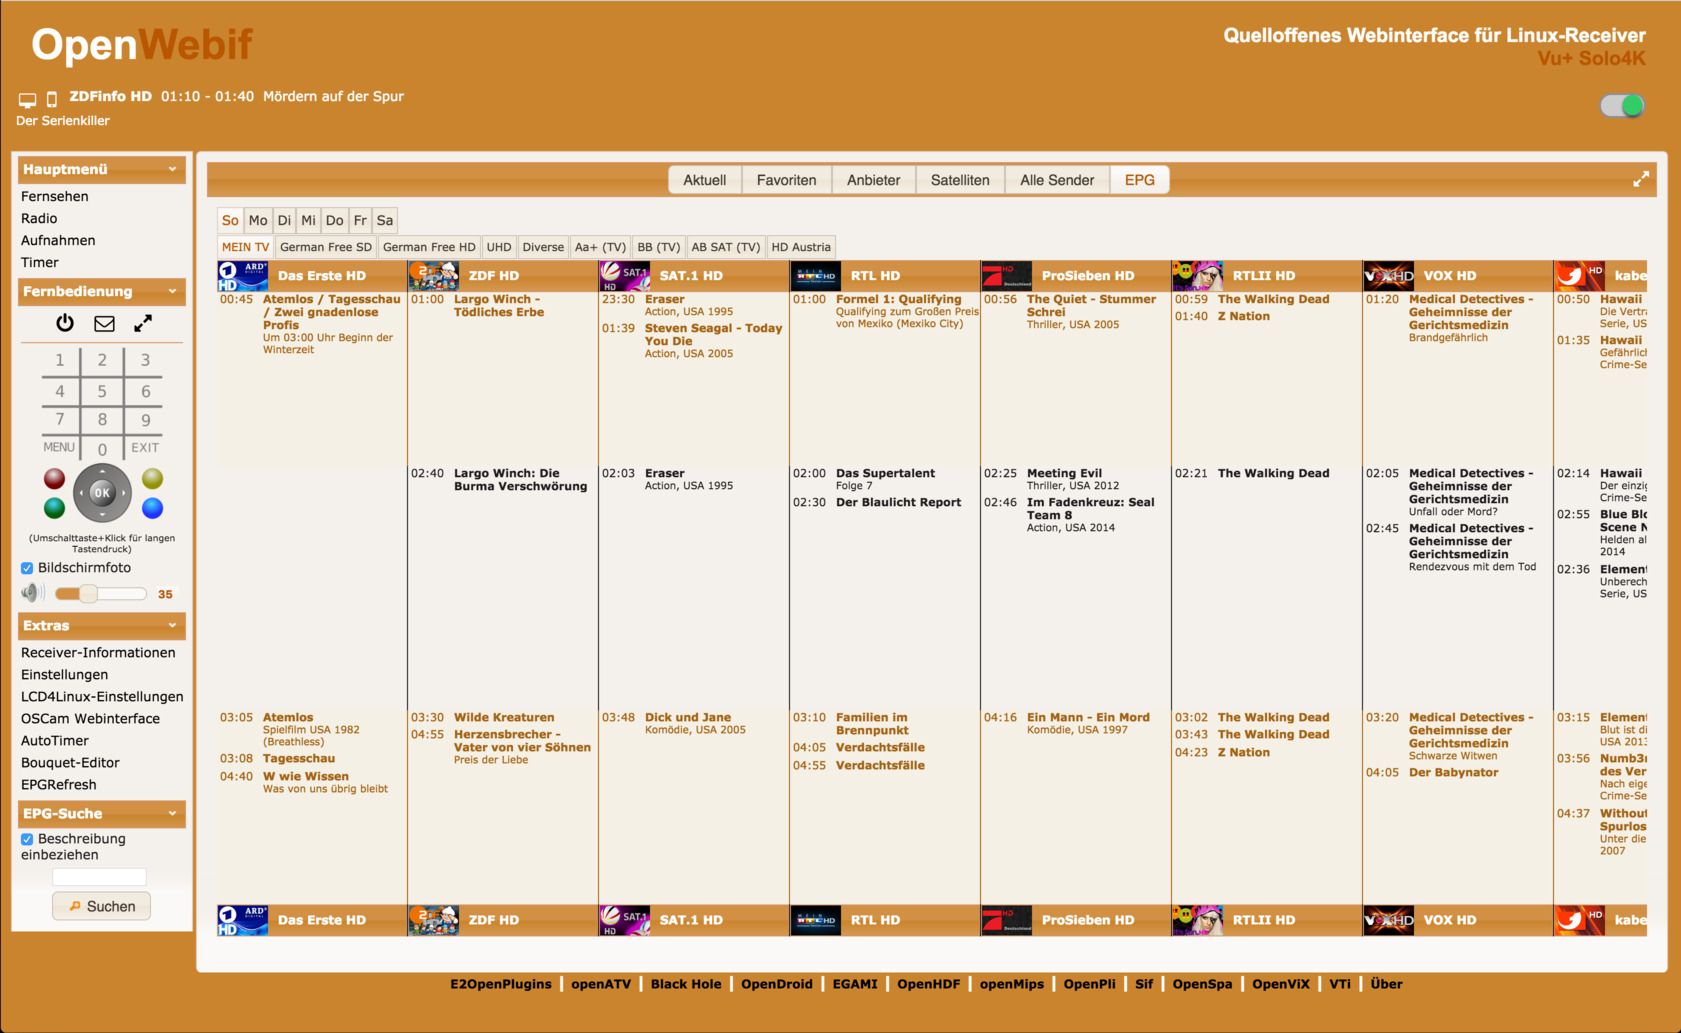 OpenWebif
Quelloffenes Webinterface für Linux-Receiver
Vu+ Solo4K
ZDFinfo HD 01:10 - 01:40 Mördern auf der Spur
Der Serienkiller
Hauptmenü
Fernsehen
Radio
Aufnahmen
Timer
Fernbedienung
1 2 3
4 5 6
7 8 9
MENU 0 EXIT
OK
(Umschalttaste+Klick für langen
Tastendruck)
Bildschirmfoto
35
Extras
Receiver-Informationen
Einstellungen
LCD4Linux-Einstellungen
OSCam Webinterface
AutoTimer
Bouquet-Editor
EPGRefresh
EPG-Suche
Beschreibung
einbeziehen
Suchen
Aktuell Favoriten Anbieter Satelliten Alle Sender EPG
So Mo Di Mi Do Fr Sa
MEIN TV German Free SD German Free HD UHD Diverse Aa+ (TV) BB (TV) AB SAT (TV) HD Austria
Das Erste HD ZDF HD SAT.1 HD RTL HD ProSieben HD RTLII HD VOX HD kabe
00:45 Atemlos / Tagesschau
/ Zwei gnadenlose
Profis
Um 03:00 Uhr Beginn der
Winterzeit
01:00 Largo Winch -
Tödliches Erbe
23:30 Eraser
Action, USA 1995
01:39 Steven Seagal - Today
You Die
Action, USA 2005
01:00 Formel 1: Qualifying
Qualifying zum Großen Preis
von Mexiko (Mexiko City)
00:56 The Quiet - Stummer
Schrei
Thriller, USA 2005
00:59 The Walking Dead
01:40 Z Nation
01:20 Medical Detectives -
Geheimnisse der
Gerichtsmedizin
Brandgefährlich
00:50 Hawaii
Die Vertra
Serie, US
01:35 Hawaii
Gefährlich
Crime-Se
02:40 Largo Winch: Die
Burma Verschwörung
02:03 Eraser
Action, USA 1995
02:00 Das Supertalent
Folge 7
02:30 Der Blaulicht Report
02:25 Meeting Evil
Thriller, USA 2012
02:46 Im Fadenkreuz: Seal
Team 8
Action, USA 2014
02:21 The Walking Dead
02:05 Medical Detectives -
Geheimnisse der
Gerichtsmedizin
Unfall oder Mord?
02:45 Medical Detectives -
Geheimnisse der
Gerichtsmedizin
Rendezvous mit dem Tod
02:14 Hawaii
Der einzig
Crime-Se
02:55 Blue Blo
Scene N
Helden al
2014
02:36 Element
Unberech
Serie, US
03:05 Atemlos
Spielfilm USA 1982
(Breathless)
03:08 Tagesschau
04:40 W wie Wissen
Was von uns übrig bleibt
03:30 Wilde Kreaturen
04:55 Herzensbrecher -
Vater von vier Söhnen
Preis der Liebe
03:48 Dick und Jane
Komödie, USA 2005
03:10 Familien im
Brennpunkt
04:05 Verdachtsfälle
04:55 Verdachtsfälle
04:16 Ein Mann - Ein Mord
Komödie, USA 1997
03:02 The Walking Dead
03:43 The Walking Dead
04:23 Z Nation
03:20 Medical Detectives -
Geheimnisse der
Gerichtsmedizin
Schwarze Witwen
04:05 Der Babynator
03:15 Element
Blut ist di
USA 2013
03:56 Numb3r
des Ver
Nach eige
Crime-Se
04:37 Without
Spurlos
Unter die
2007
Das Erste HD ZDF HD SAT.1 HD RTL HD ProSieben HD RTLII HD VOX HD kabe
E2OpenPlugins | openATV | Black Hole | OpenDroid | EGAMI | OpenHDF | openMips | OpenPli | Sif | OpenSpa | OpenViX | VTi | Über